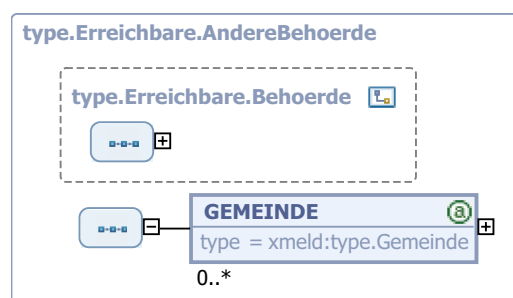 type.Erreichbare.AndereBehoerde
type.Erreichbare.Behoerde
GEMEINDE @
type = xmeld:type.Gemeinde
0..*